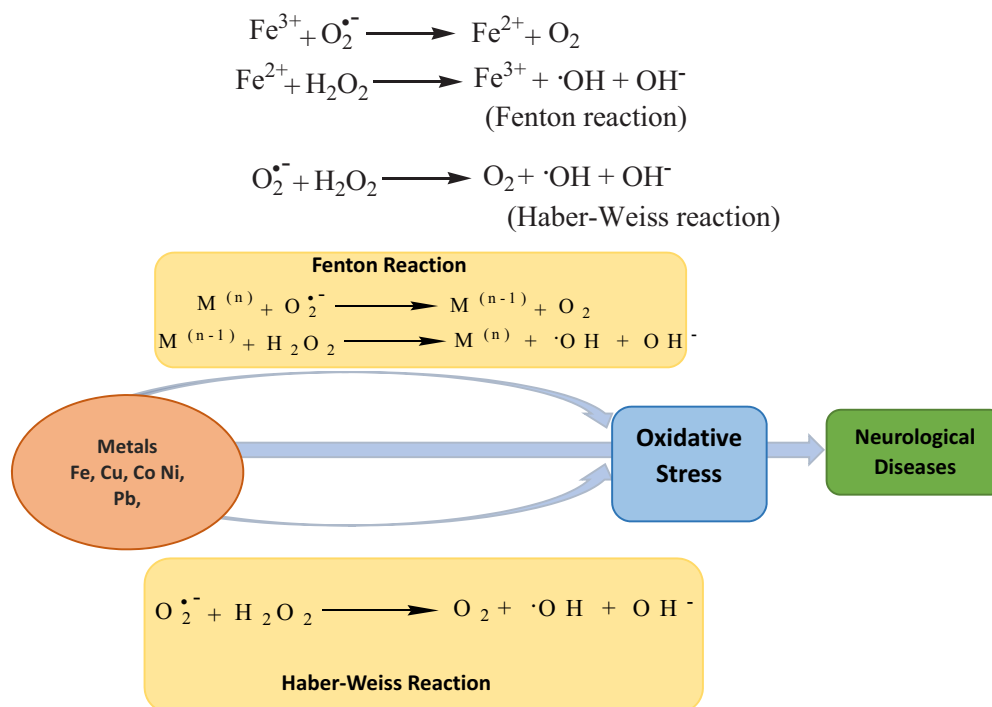 Fe³⁺ + O₂•⁻ ⟶ Fe²⁺ + O₂
Fe²⁺ + H₂O₂ ⟶ Fe³⁺ + ·OH + OH⁻
(Fenton reaction)
O₂•⁻ + H₂O₂ ⟶ O₂ + ·OH + OH⁻
(Haber-Weiss reaction)
Fenton Reaction
M⁽ⁿ⁾ + O₂•⁻ ⟶ M⁽ⁿ⁻¹⁾ + O₂
M⁽ⁿ⁻¹⁾ + H₂O₂ ⟶ M⁽ⁿ⁾ + ·OH + OH⁻
Metals
Fe, Cu, Co Ni,
Pb,
Oxidative
Stress
Neurological
Diseases
O₂•⁻ + H₂O₂ ⟶ O₂ + ·OH + OH⁻
Haber-Weiss Reaction